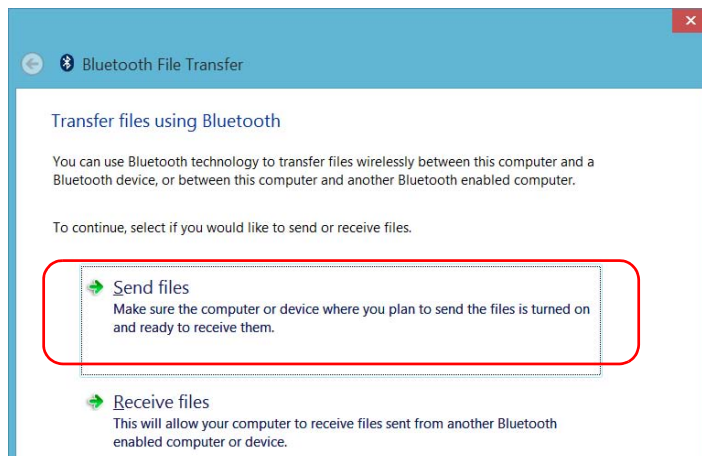 Bluetooth File Transfer
Transfer files using Bluetooth
You can use Bluetooth technology to transfer files wirelessly between this computer and a
Bluetooth device, or between this computer and another Bluetooth enabled computer.
To continue, select if you would like to send or receive files.
Send files
Make sure the computer or device where you plan to send the files is turned on
and ready to receive them.
Receive files
This will allow your computer to receive files sent from another Bluetooth
enabled computer or device.